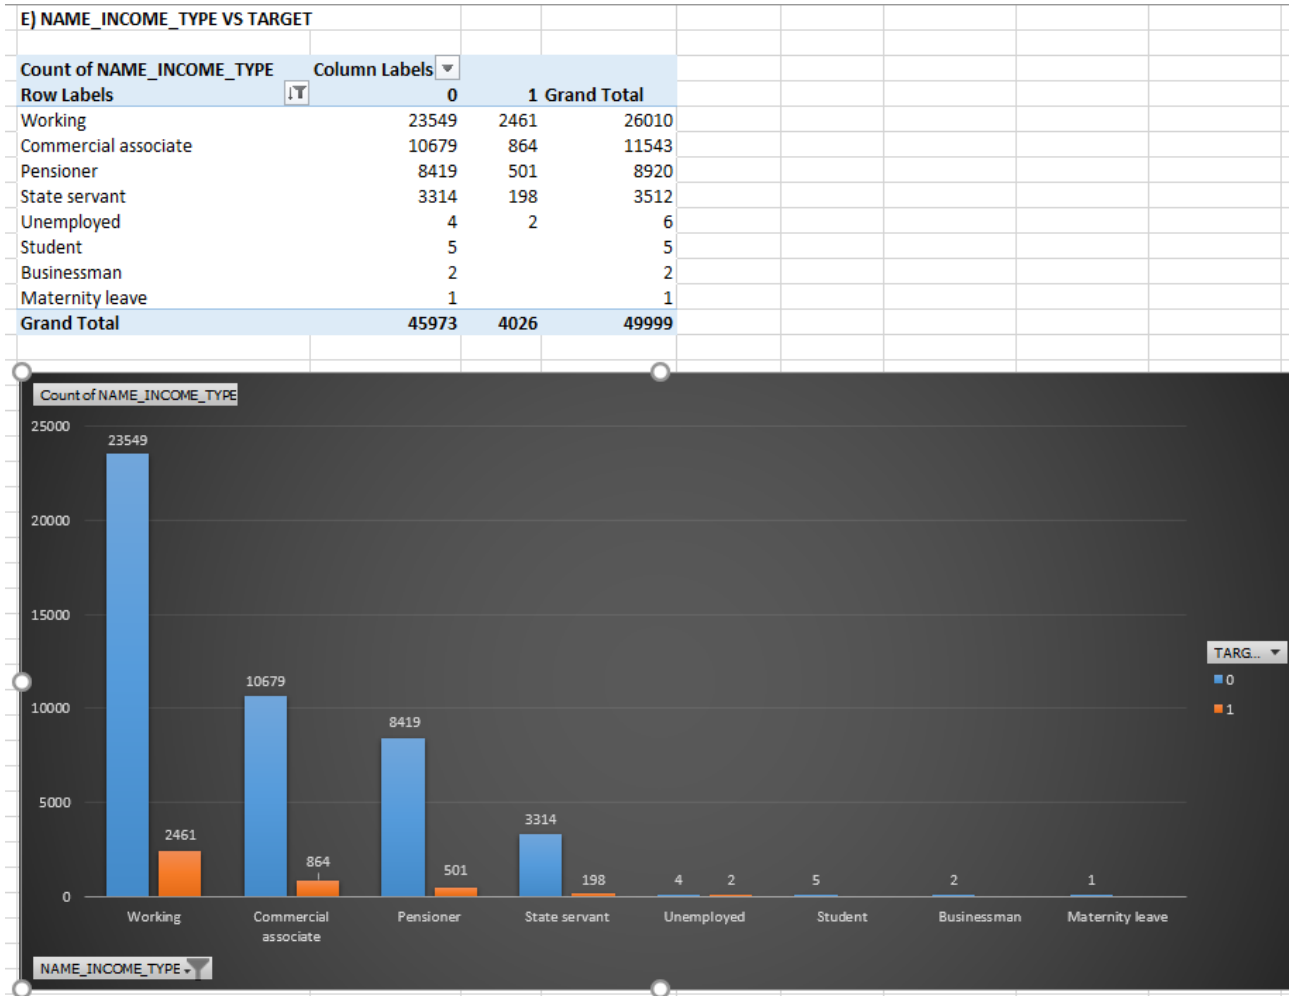 E) NAME_INCOME_TYPE VS TARGET
Count of NAME_INCOME_TYPE Column Labels
Row Labels 0 1 Grand Total
Working 23549 2461 26010
Commercial associate 10679 864 11543
Pensioner 8419 501 8920
State servant 3314 198 3512
Unemployed 4 2 6
Student 5 5
Businessman 2 2
Maternity leave 1 1
Grand Total 45973 4026 49999
Count of NAME_INCOME_TYPE
25000
23549
20000
15000
TARG...
10679
0
10000
8419
1
5000
3314
2461
864
501
198 4 2 5 2 1
0
Working Commercial associate Pensioner State servant Unemployed Student Businessman Maternity leave
NAME_INCOME_TYPE